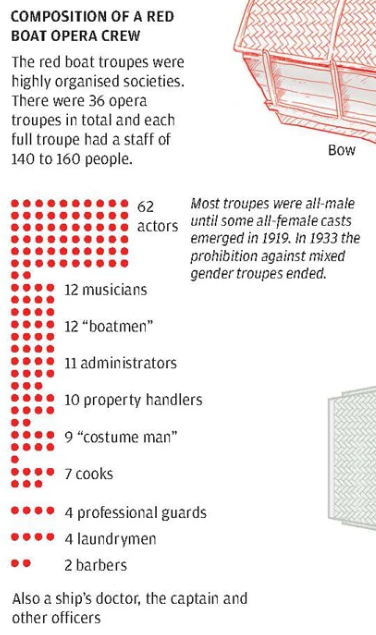 COMPOSITION OF A RED
BOAT OPERA CREW
The red boat troupes were
highly organised societies.
There were 36 opera
troupes in total and each
full troupe had a staff of
140 to 160 people.
Bow
62
actors
Most troupes were all-male
until some all-female casts
emerged in 1919. In 1933 the
prohibition against mixed
gender troupes ended.
12 musicians
12 “boatmen”
11 administrators
10 property handlers
9 “costume man”
7 cooks
4 professional guards
4 laundrymen
2 barbers
Also a ship’s doctor, the captain and
other officers